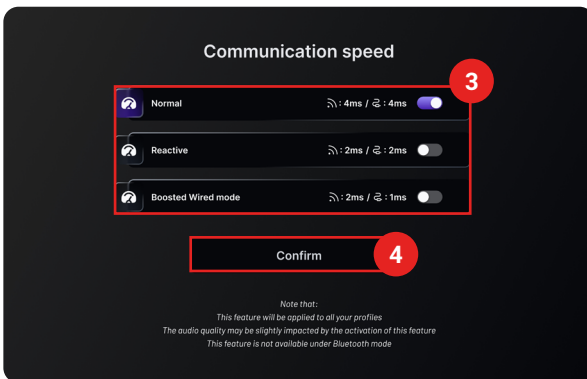 Communication speed
3
Normal : 4ms / : 4ms
Reactive : 2ms / : 2ms
Boosted Wired mode : 2ms / : 1ms
Confirm 4
Note that:
This feature will be applied to all your profiles
The audio quality may be slightly impacted by the activation of this feature
This feature is not available under Bluetooth mode